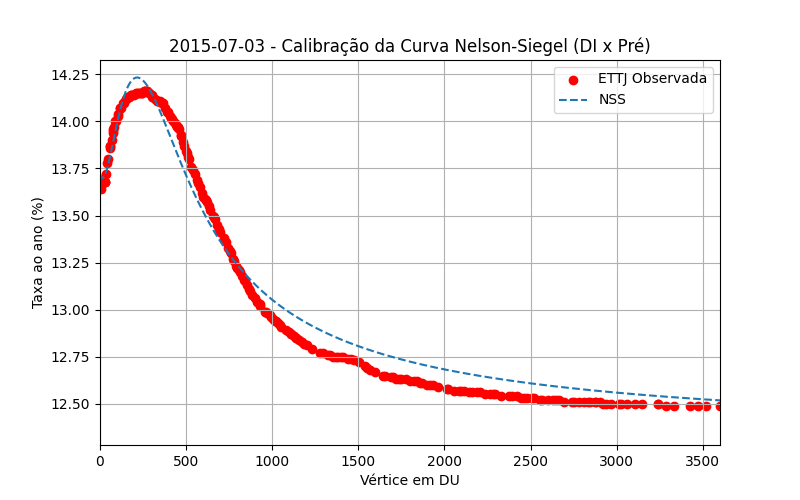 2015-07-03 - Calibração da Curva Nelson-Siegel (DI x Pré)
ETTJ Observada
NSS
Taxa ao ano (%)
14.25
14.00
13.75
13.50
13.25
13.00
12.75
12.50
0 500 1000 1500 2000 2500 3000 3500
Vértice em DU